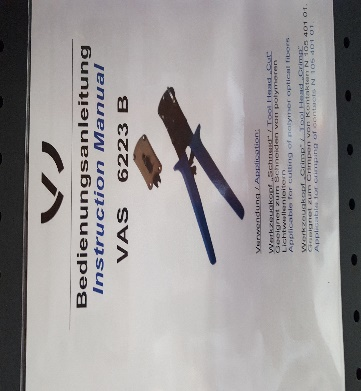 Bedienungsanleitung
Instruction Manual
VAS 6223 B
Verwendung / Application:
Werkzeugkopf „Schneid“ / Tool Head „Cut“
Geeignet zum Schneiden von polymeren
Lichtwellenleitern.
Applicable for cutting of polymer optical fibers
Werkzeugkopf „Crimp“ / Tool Head „Crimp“
Geeignet zum Crimpen von Kontakten N 105 401 01.
Applicable for crimping of contacts N 105 401 01.